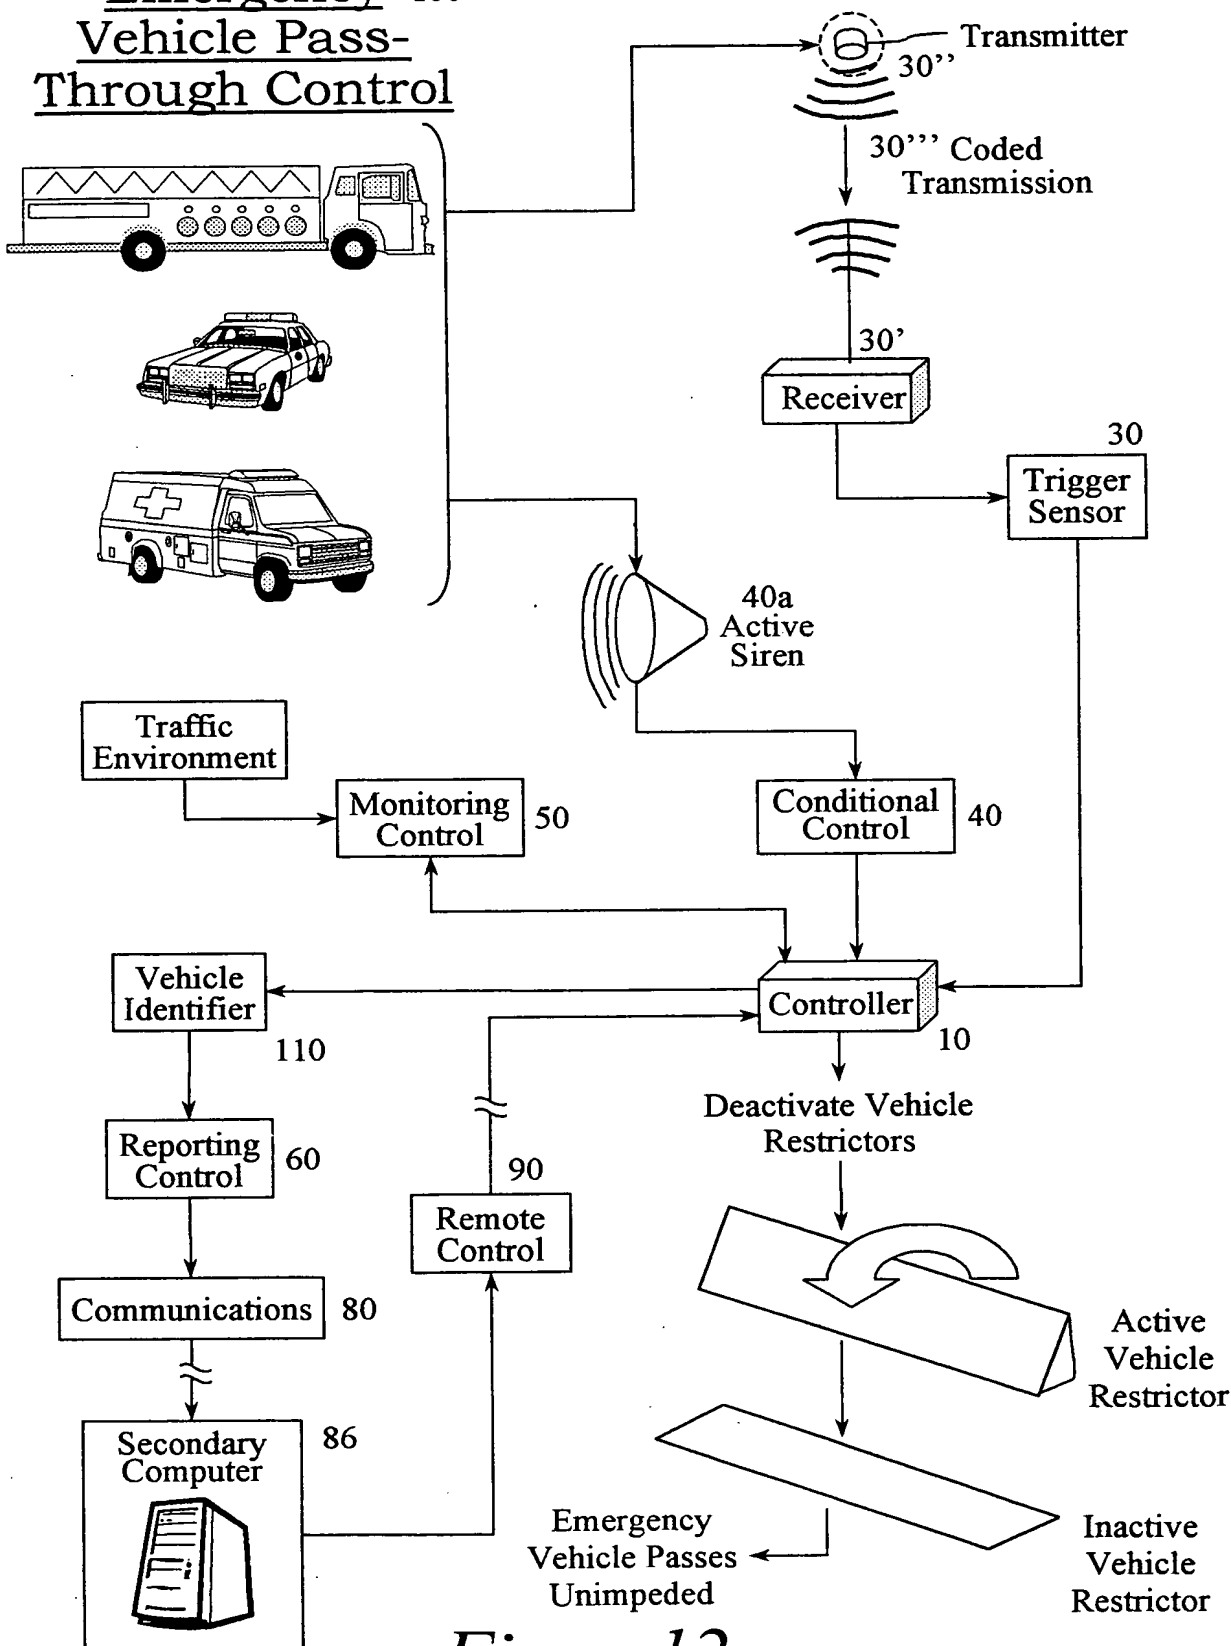 Emergency
Vehicle Pass-
Through Control
Transmitter
30’’
30’’’ Coded
Transmission
30’
Receiver
30
Trigger
Sensor
40a
Active
Siren
Traffic
Environment
Monitoring
Control
50
Conditional
Control
40
Vehicle
Identifier
110
Controller
10
Deactivate Vehicle
Restrictors
Reporting
Control
60
90
Remote
Control
Communications
80
Active
Vehicle
Restrictor
Secondary
Computer
86
Emergency
Vehicle Passes
Unimpeded
Inactive
Vehicle
Restrictor